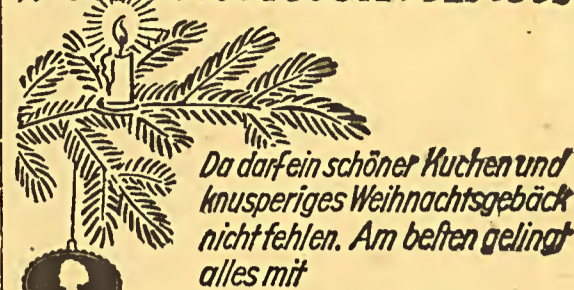 Da darf ein schöner Kuchen und
knusperiges Weihnachtsgebäck
nicht fehlen. Am beſten gelingt
alles mit